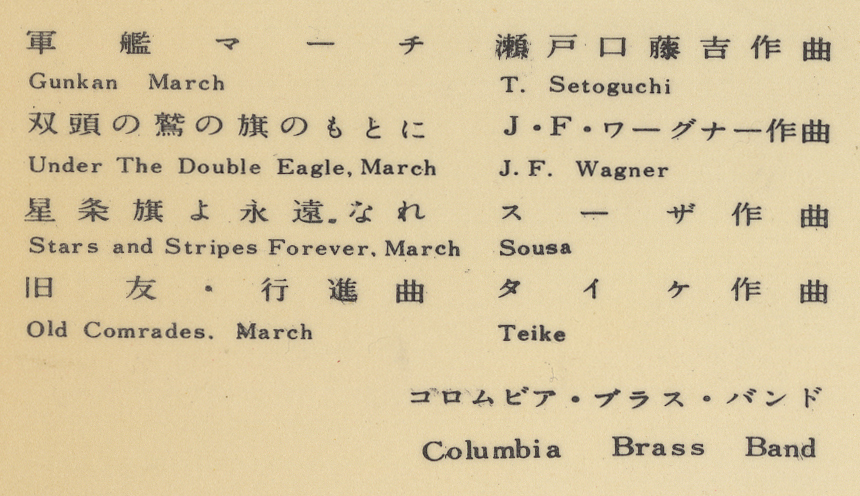 軍艦マーチ 瀬戸口藤吉作曲
Gunkan March T. Setoguchi
双頭の鷲の旗のもとに J・F・ワーグナー作曲
Under The Double Eagle, March J. F. Wagner
星条旗よ永遠なれ スーザ作曲
Stars and Stripes Forever, March Sousa
旧友・行進曲 タイケ作曲
Old Comrades. March Teike
コロムビア・ブラス・バンド
Columbia Brass Band